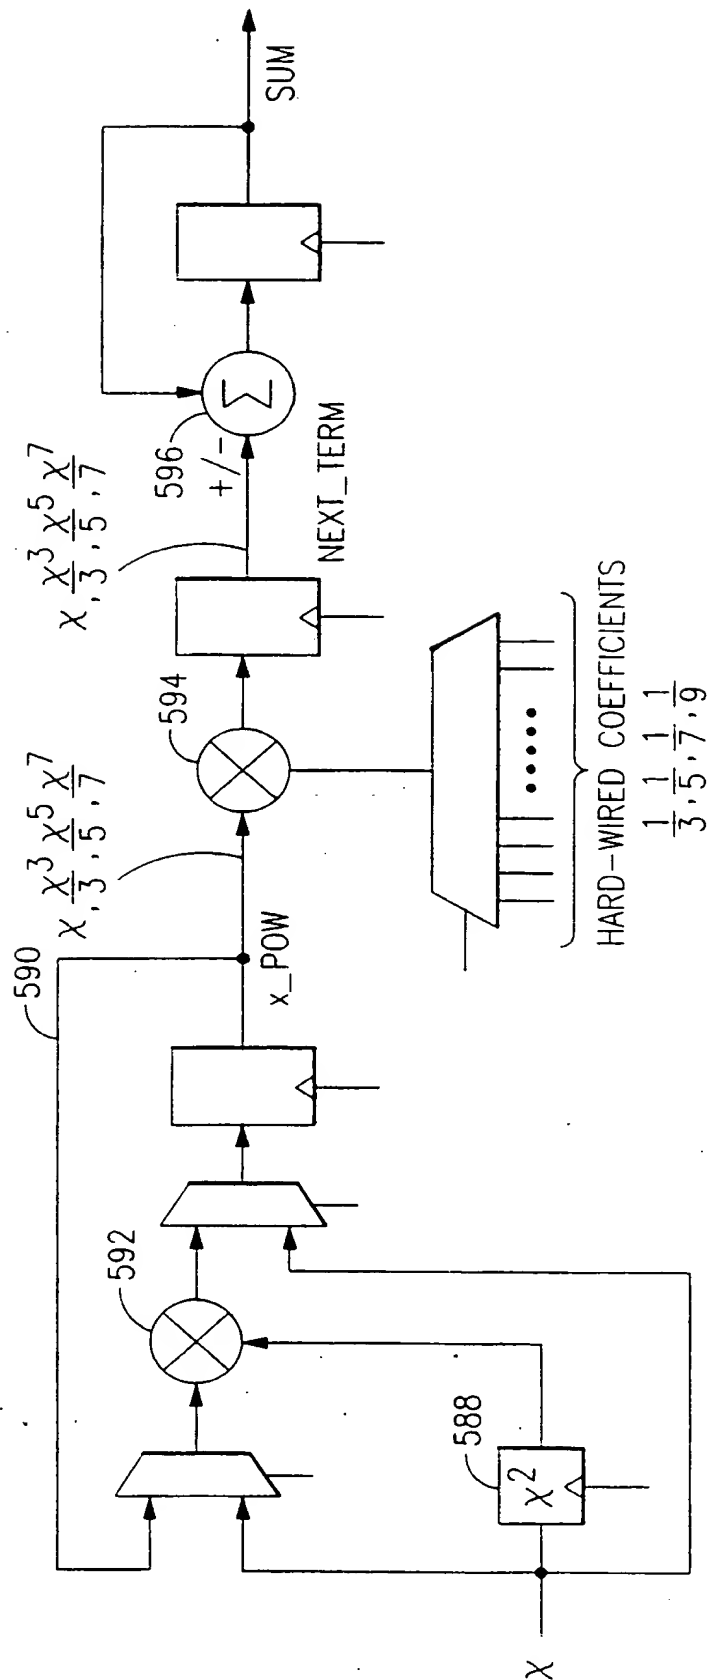 χ
χ²
588
592
590
x_POW
χ, χ³/3, χ⁵/5, χ⁷/7
594
HARD-WIRED COEFFICIENTS
1/3, 1/5, 1/7, 1/9
χ, χ³/3, χ⁵/5, χ⁷/7
NEXT_TERM
596
+/-
Σ
SUM